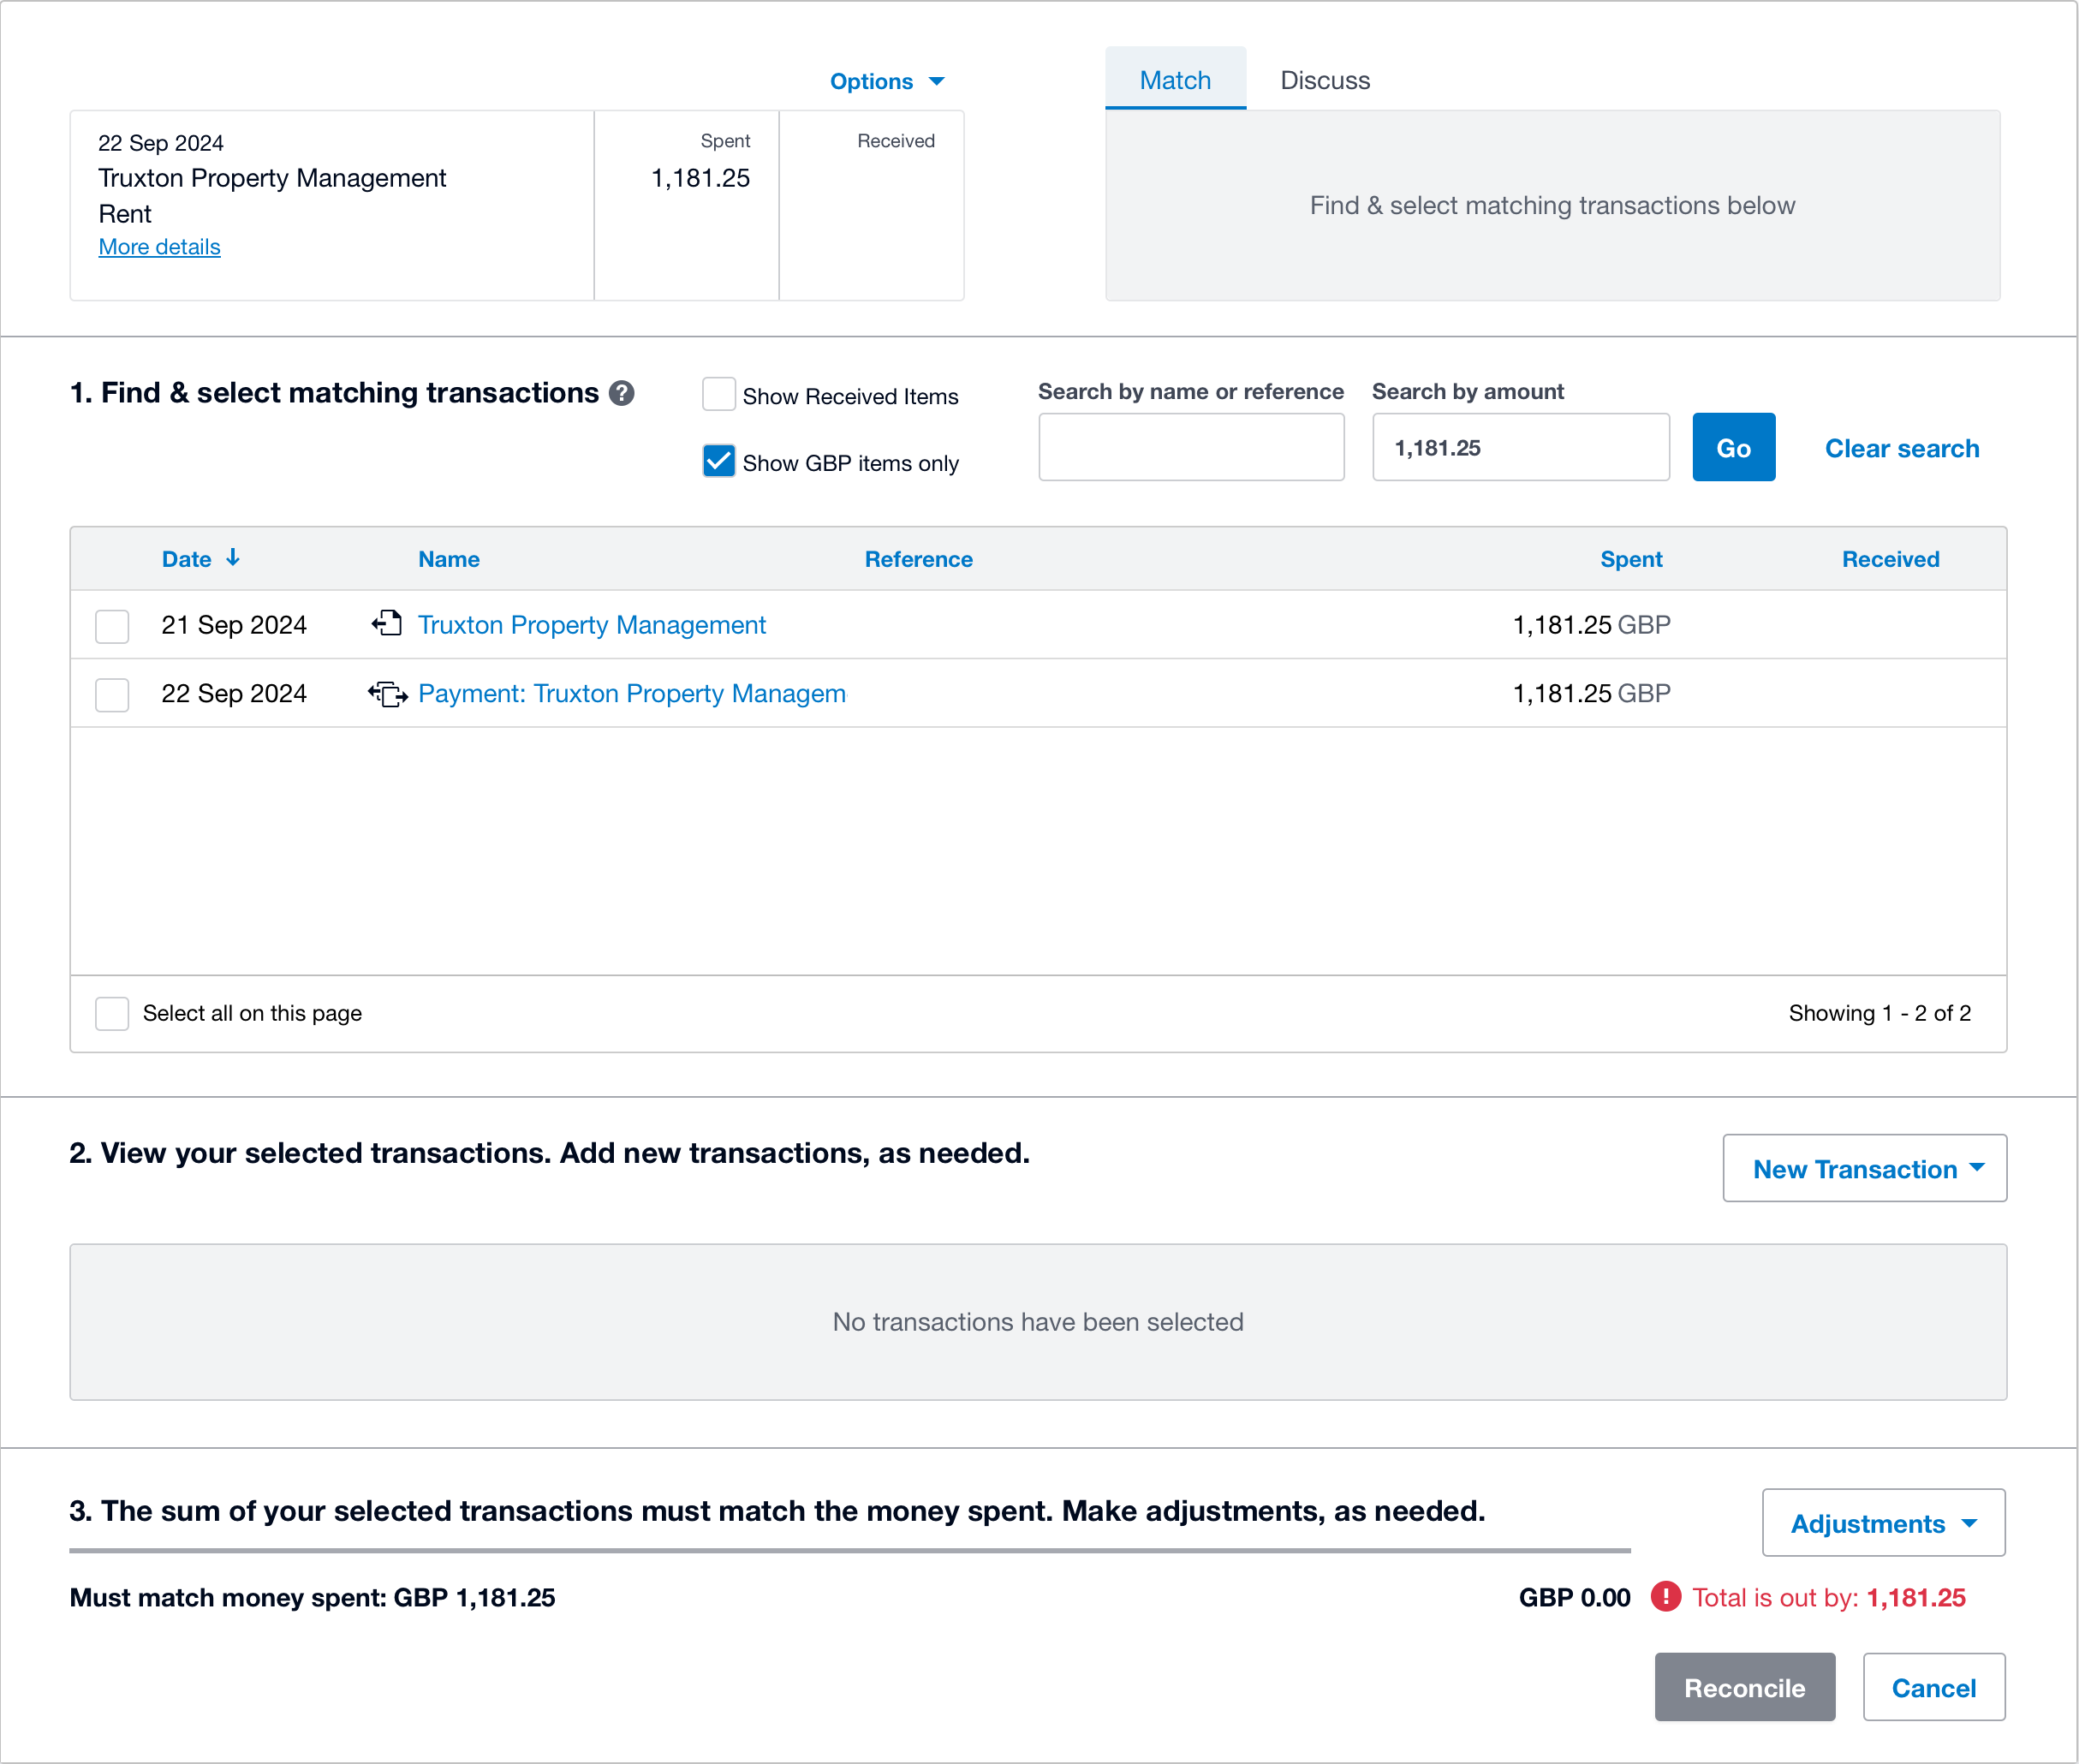 Options
Match Discuss
22 Sep 2024 Spent Received
Truxton Property Management 1,181.25
Rent
More details
Find & select matching transactions below
1. Find & select matching transactions ?
Show Received Items
Show GBP items only
Search by name or reference Search by amount
1,181.25 Go Clear search
Date Name Reference Spent Received
21 Sep 2024 Truxton Property Management 1,181.25 GBP
22 Sep 2024 Payment: Truxton Property Managem 1,181.25 GBP
Select all on this page Showing 1 - 2 of 2
2. View your selected transactions. Add new transactions, as needed.
New Transaction
No transactions have been selected
3. The sum of your selected transactions must match the money spent. Make adjustments, as needed.
Adjustments
Must match money spent: GBP 1,181.25 GBP 0.00 ! Total is out by: 1,181.25
Reconcile Cancel